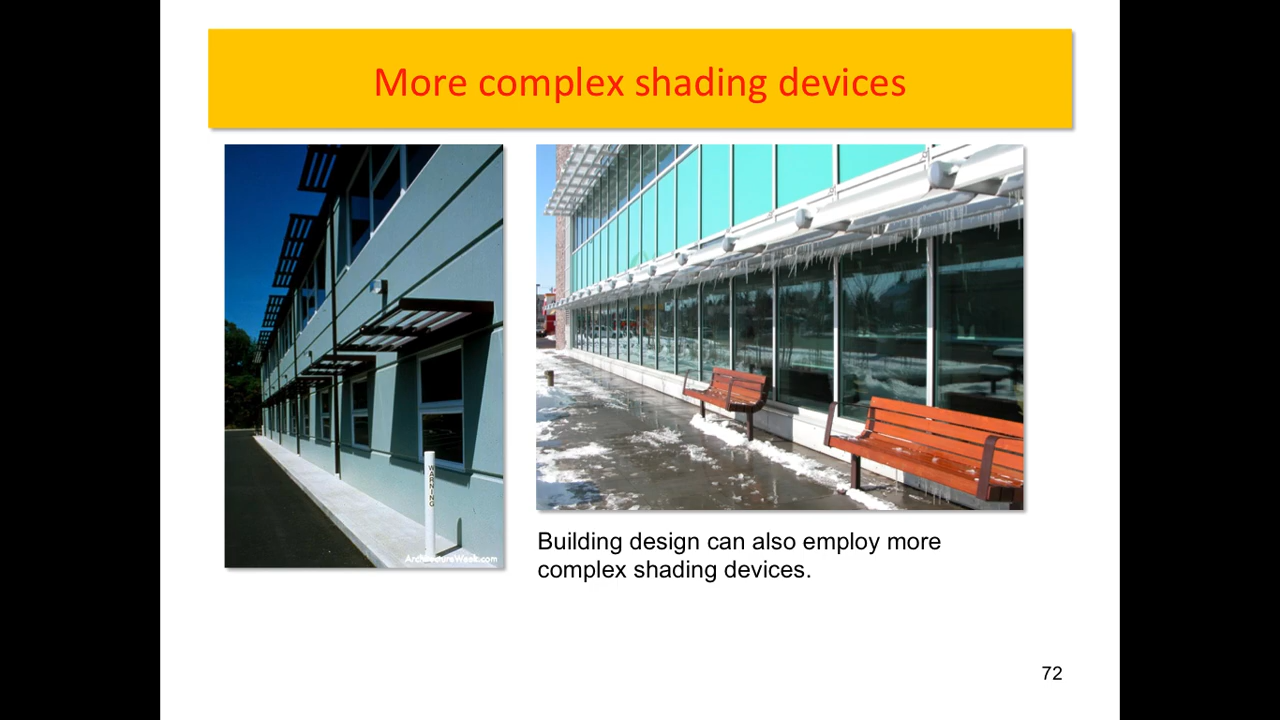 More complex shading devices
WARNING
ArchitectureWeek.com
Building design can also employ more
complex shading devices.
72